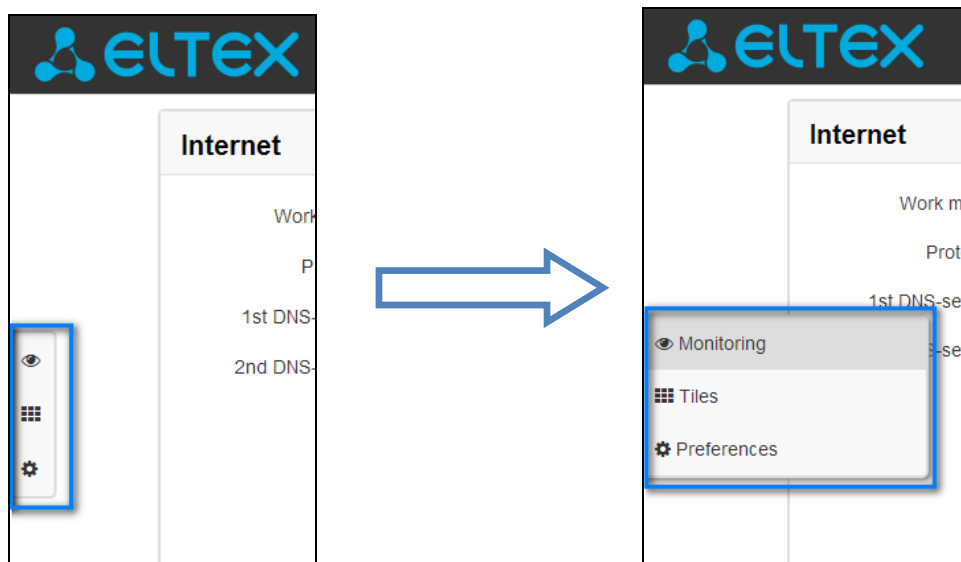 ELTEX
Internet
Work
P
1st DNS-
2nd DNS-
ELTEX
Internet
Work m
Prot
1st DNS-se
S-se
Monitoring
Tiles
Preferences